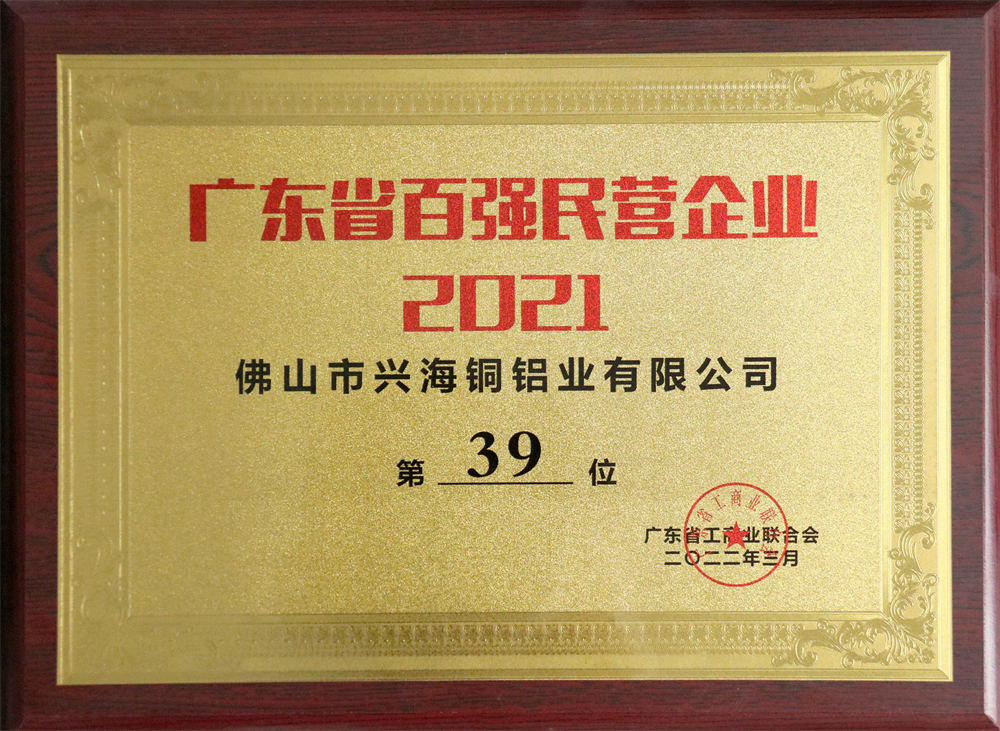 广东省百强民营企业
2021
佛山市兴海铜铝业有限公司
第 39 位
广东省工商业联合会
二〇二二年三月